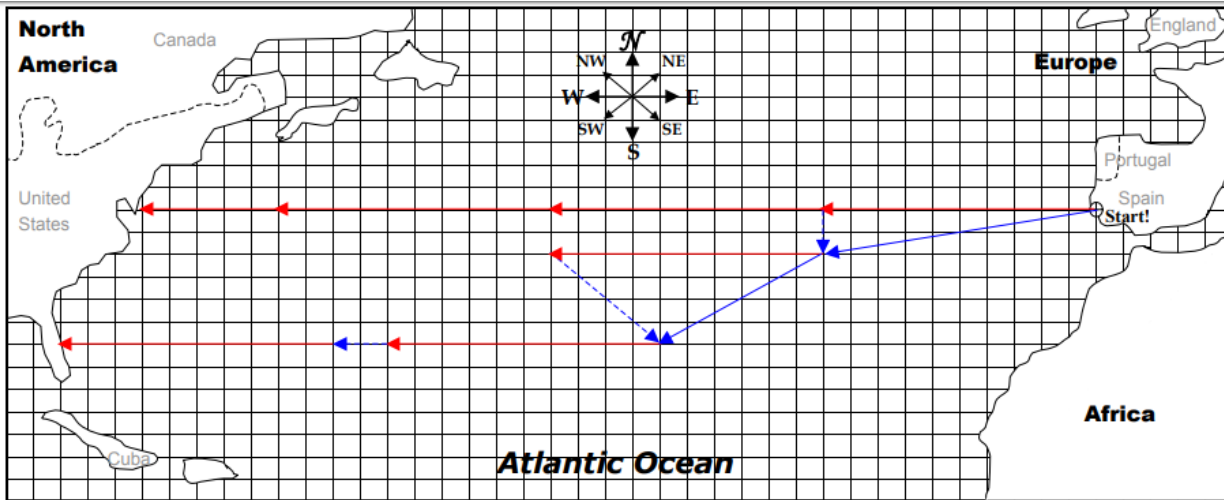 North
America
Canada
England
Europe
N
NW
NE
W
E
SW
SE
S
Portugal
United
States
Spain
Start!
Africa
Cuba
Atlantic Ocean